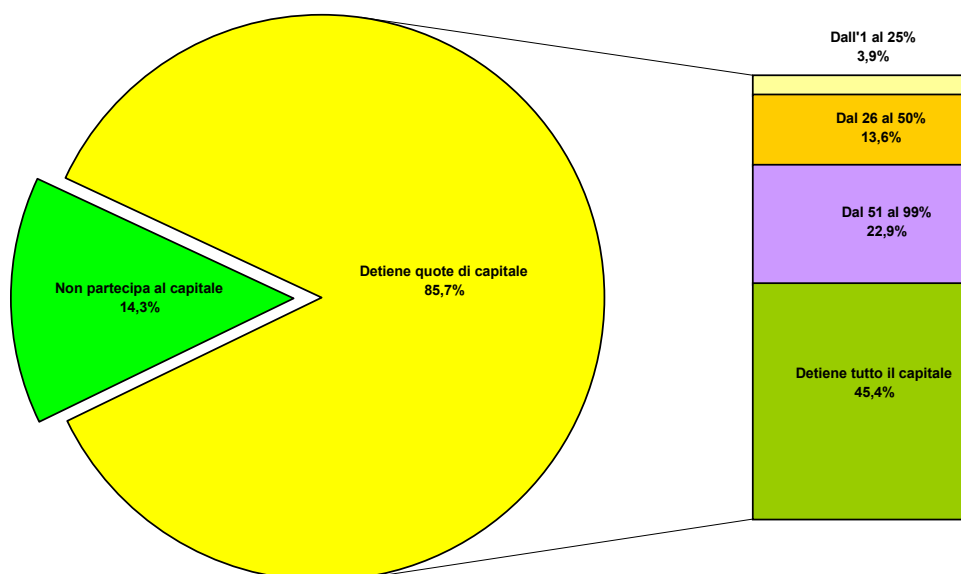 Dall'1 al 25%
3,9%
Dal 26 al 50%
13,6%
Dal 51 al 99%
22,9%
Detiene quote di capitale
85,7%
Non partecipa al capitale
14,3%
Detiene tutto il capitale
45,4%